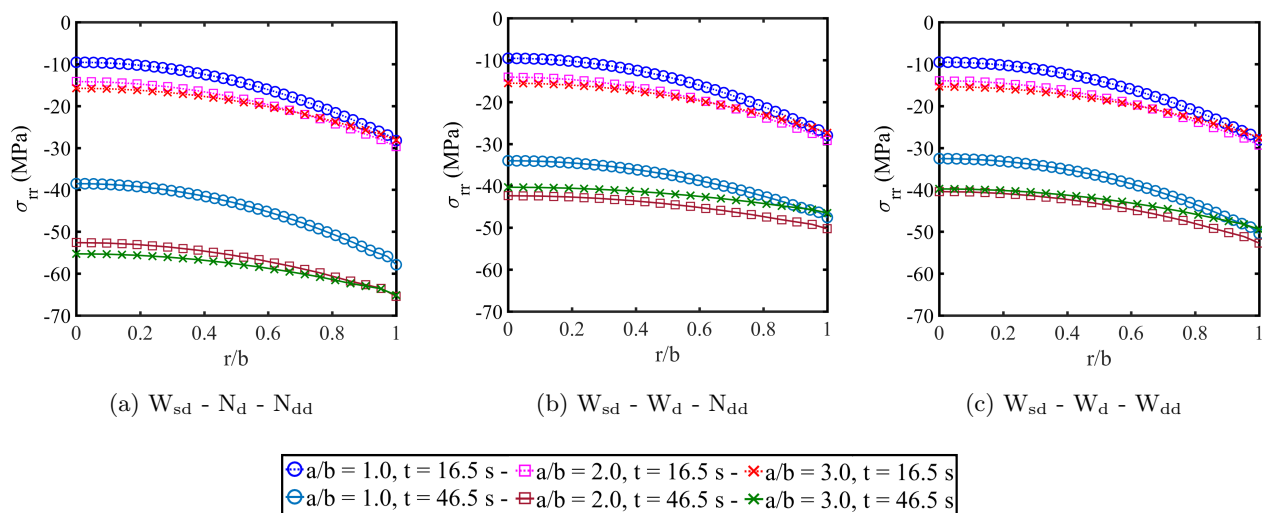 0
-10
-20
-30
-40
-50
-60
-70
σrr (MPa)
0 0.2 0.4 0.6 0.8 1
r/b
(a) Wsd - Nd - Ndd
0
-10
-20
-30
-40
-50
-60
-70
σrr (MPa)
0 0.2 0.4 0.6 0.8 1
r/b
(b) Wsd - Wd - Ndd
0
-10
-20
-30
-40
-50
-60
-70
σrr (MPa)
0 0.2 0.4 0.6 0.8 1
r/b
(c) Wsd - Wd - Wdd
a/b = 1.0, t = 16.5 s - a/b = 2.0, t = 16.5 s - a/b = 3.0, t = 16.5 s
a/b = 1.0, t = 46.5 s - a/b = 2.0, t = 46.5 s - a/b = 3.0, t = 46.5 s